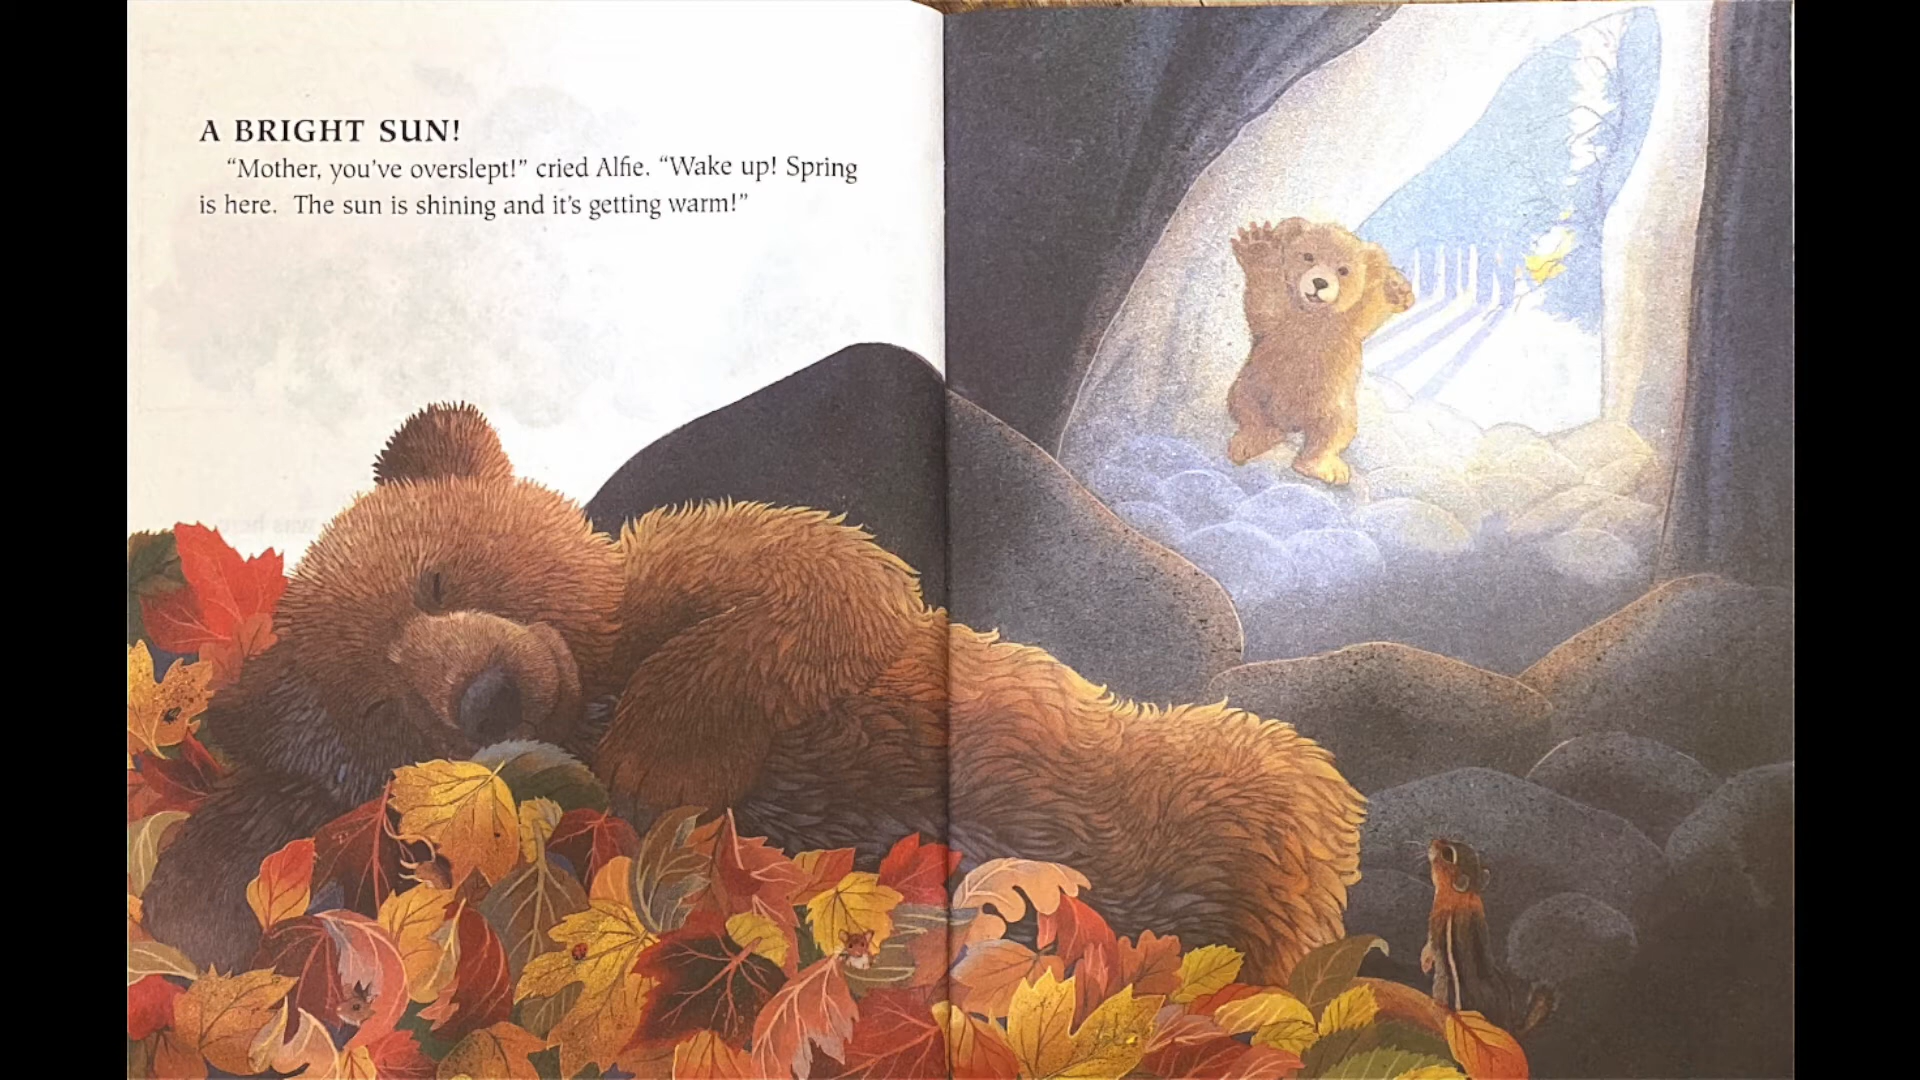 A BRIGHT SUN!
“Mother, you’ve overslept!” cried Alfie. “Wake up! Spring
is here.  The sun is shining and it’s getting warm!”